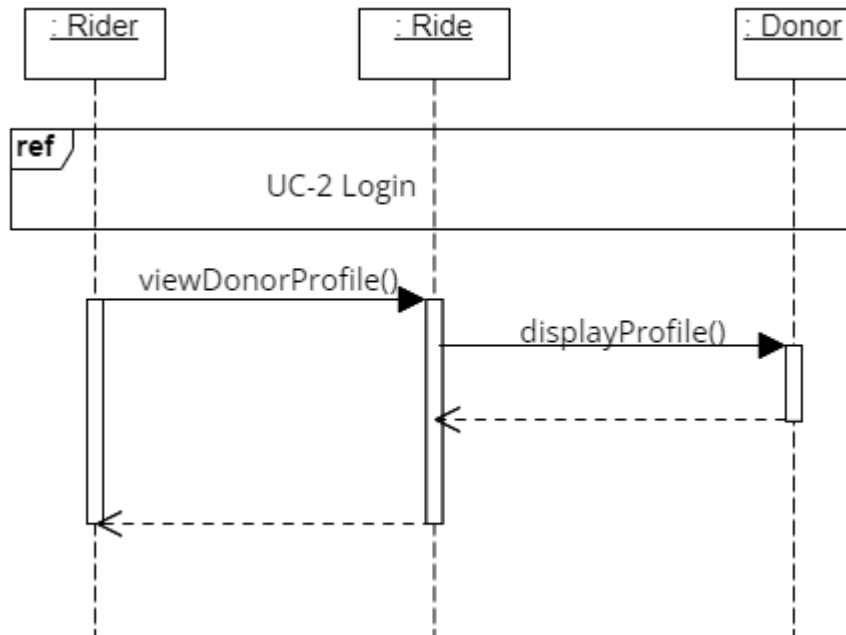 : Rider
: Ride
: Donor
ref
UC-2 Login
viewDonorProfile()
displayProfile()